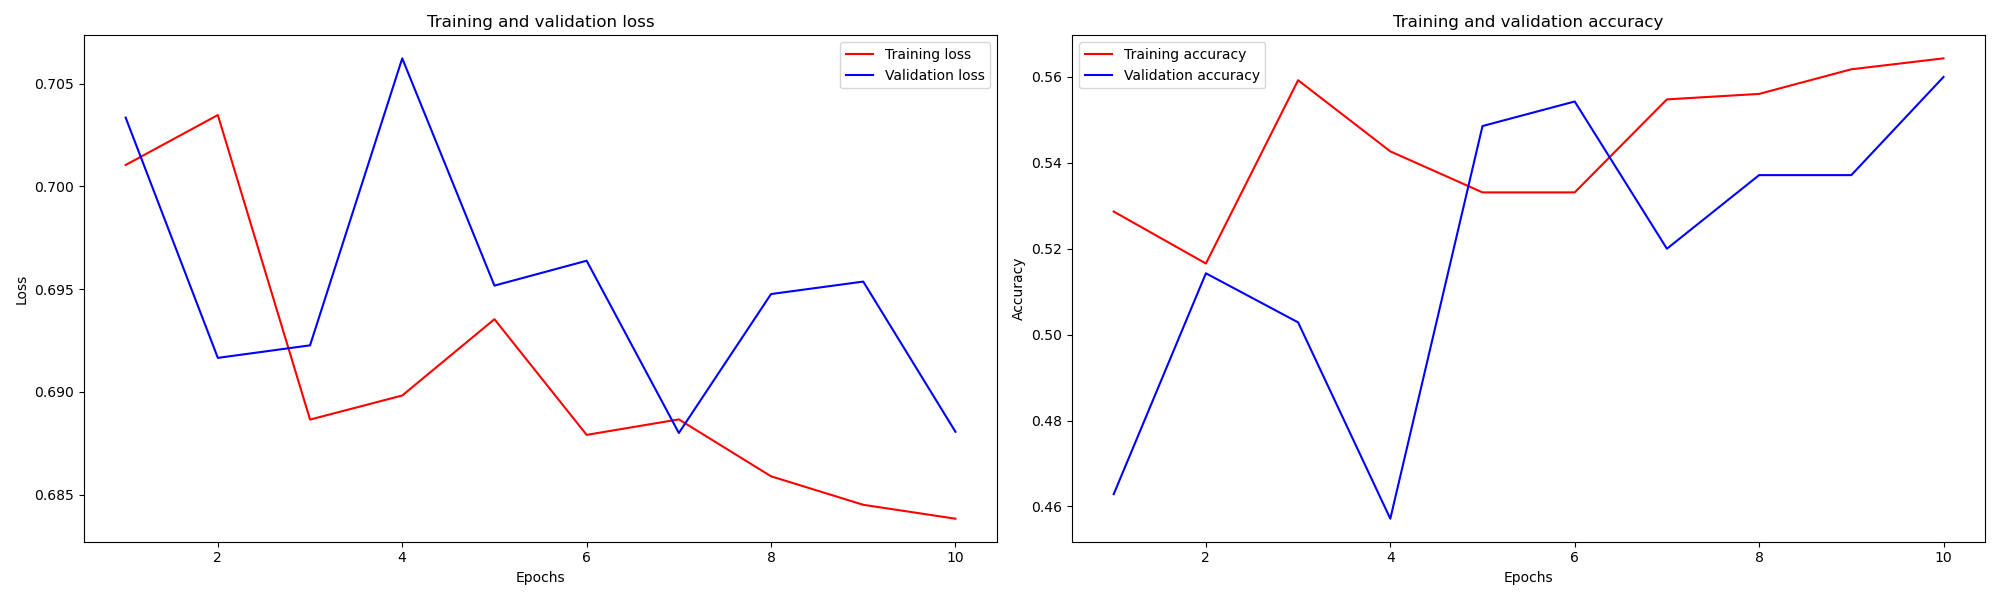 Training and validation loss
Training loss
Validation loss
0.705
0.700
0.695
0.690
0.685
Loss
2 4 6 8 10
Epochs
Training and validation accuracy
Training accuracy
Validation accuracy
0.56
0.54
0.52
0.50
0.48
0.46
Accuracy
2 4 6 8 10
Epochs